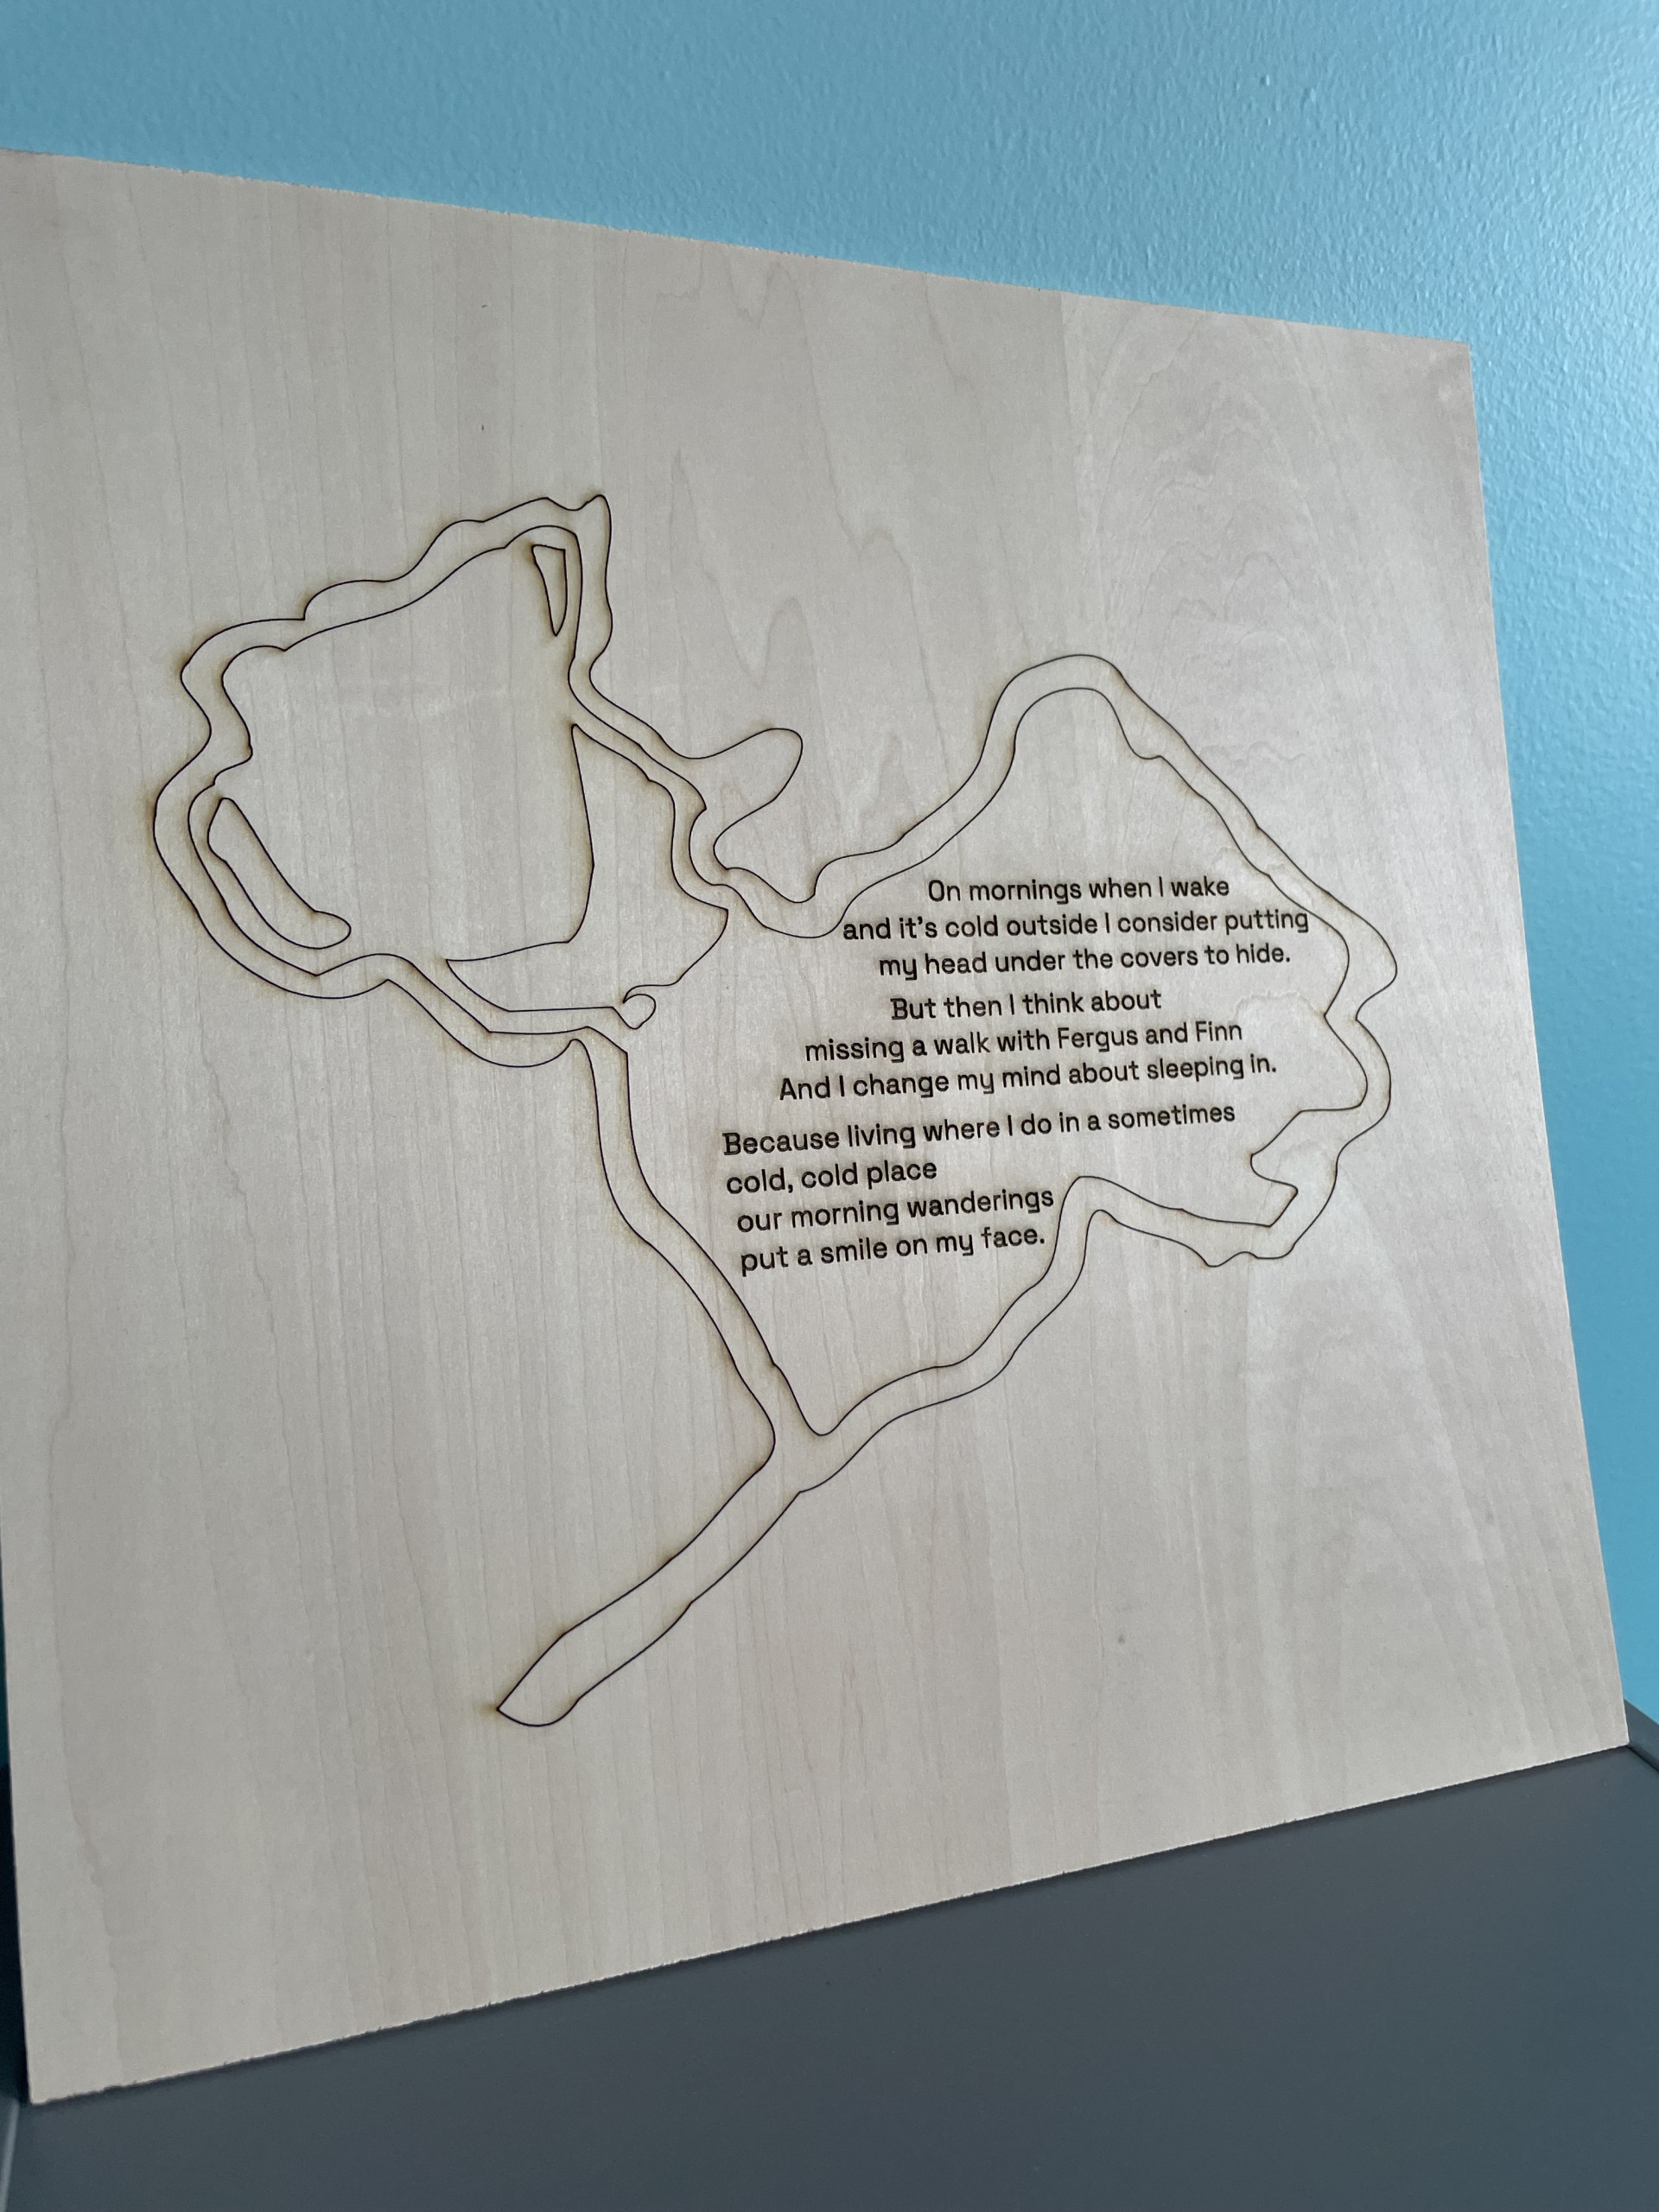 On mornings when I wake
and it's cold outside I consider putting
my head under the covers to hide.
But then I think about
missing a walk with Fergus and Finn
And I change my mind about sleeping in.
Because living where I do in a sometimes
cold, cold place
our morning wanderings
put a smile on my face.